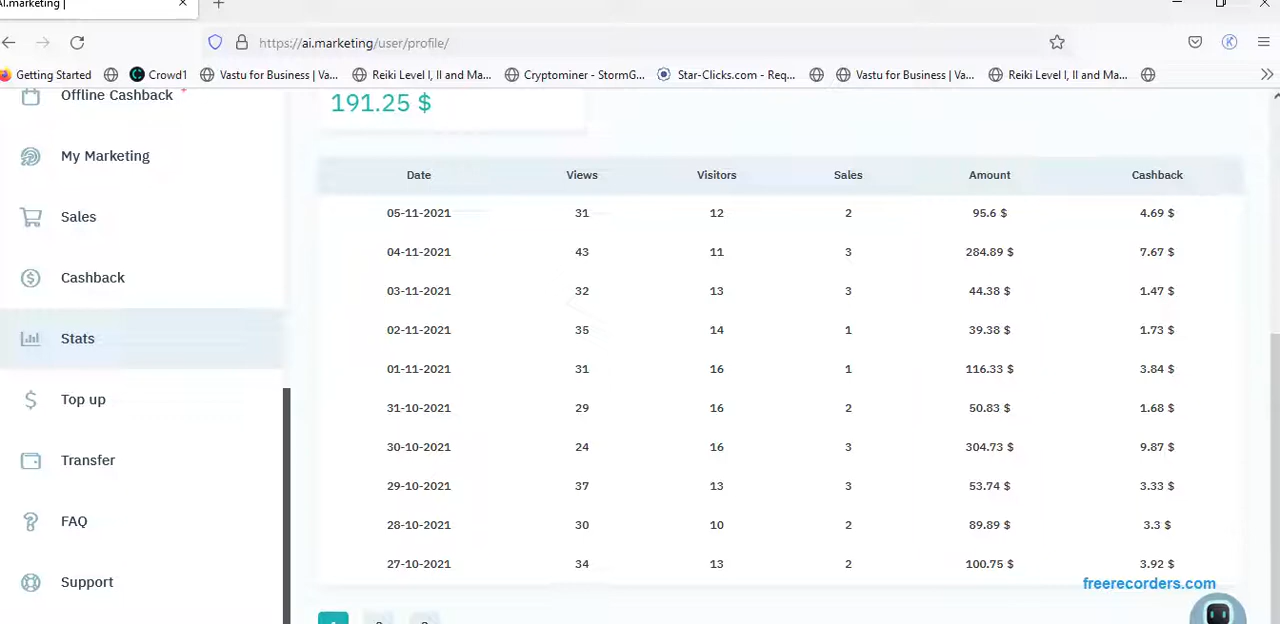 AI.marketing |
https://ai.marketing/user/profile/
Getting Started Crowd1 Vastu for Business | Va... Reiki Level I, II and Ma... Cryptominer - StormG... Star-Clicks.com - Req... Vastu for Business | Va... Reiki Level I, II and Ma...
Offline Cashback *
My Marketing
Sales
Cashback
Stats
Top up
Transfer
FAQ
Support
191.25 $
Date Views Visitors Sales Amount Cashback
05-11-2021 31 12 2 95.6 $ 4.69 $
04-11-2021 43 11 3 284.89 $ 7.67 $
03-11-2021 32 13 3 44.38 $ 1.47 $
02-11-2021 35 14 1 39.38 $ 1.73 $
01-11-2021 31 16 1 116.33 $ 3.84 $
31-10-2021 29 16 2 50.83 $ 1.68 $
30-10-2021 24 16 3 304.73 $ 9.87 $
29-10-2021 37 13 3 53.74 $ 3.33 $
28-10-2021 30 10 2 89.89 $ 3.3 $
27-10-2021 34 13 2 100.75 $ 3.92 $
freerecorders.com